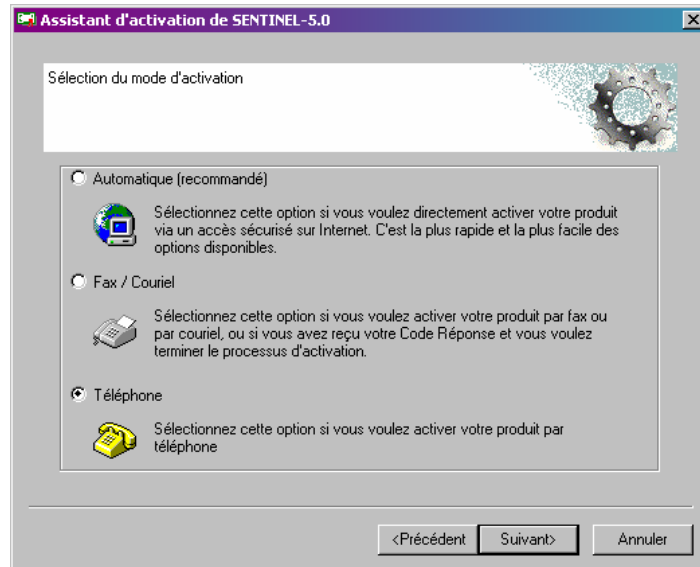 Assistant d'activation de SENTINEL-5.0
Sélection du mode d'activation
Automatique (recommandé)
Sélectionnez cette option si vous voulez directement activer votre produit
via un accès sécurisé sur Internet. C'est la plus rapide et la plus facile des
options disponibles.
Fax / Couriel
Sélectionnez cette option si vous voulez activer votre produit par fax ou
par couriel, ou si vous avez reçu votre Code Réponse et vous voulez
terminer le processus d'activation.
Téléphone
Sélectionnez cette option si vous voulez activer votre produit par
téléphone
<Précédent Suivant> Annuler